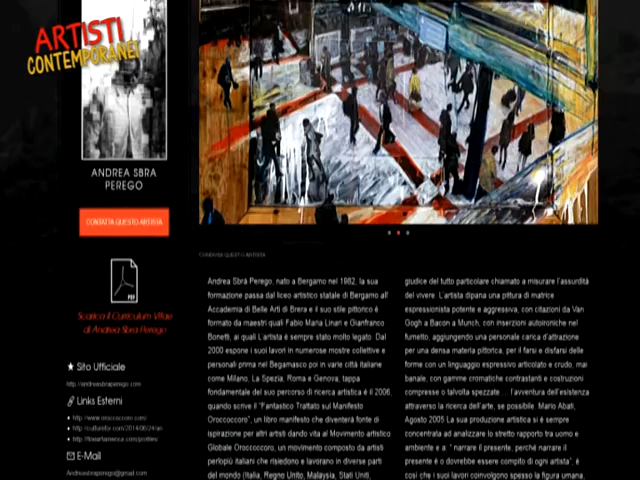 ARTISTI
CONTEMPORANEI
ANDREA SBRA
PEREGO
CONTATTA QUESTO ARTISTA
PDF
Scarica il Curriculum Vitae
di Andrea Sbra Perego
Sito Ufficiale
http://andreasbraperego.com
Links Esterni
http://www.oroccoccoro.com/
E-Mail
Andreasbraperego@gmail.com
CONDIVIDI QUESTO ARTISTA
Andrea Sbrà Perego, nato a Bergamo nel 1982, la sua
formazione passa dal liceo artistico statale di Bergamo all'
Accademia di Belle Arti di Brera e il suo stile pittorico è
formato da maestri quali Fabio Maria Linari e Gianfranco
Bonetti, ai quali L'artista è sempre stato molto legato. Dal
2000 espone i suoi lavori in numerose mostre collettive e
personali prima nel Begamasco poi in varie città italiane
come Milano, La Spezia, Roma e Genova, tappa
fondamentale del suo percorso di ricerca artistica è il 2006,
quando scrive il "Fantastico Trattato sul Manifesto
Oroccoccoro", un libro manifesto che diventerà fonte di
ispirazione per altri artisti dando vita al Movimento artistico
Globale Oroccoccoro, un movimento composto da artisti
perlopiù italiani che risiedono e lavorano in diverse parti
del mondo (Italia, Regno Unito, Malaysia, Stati Uniti,
giudice del tutto particolare chiamato a misurare l'assurdità
del vivere. L'artista dipana una pittura di matrice
espressionista potente e aggressiva, con citazioni da Van
Gogh a Bacon a Munch, con inserzioni autoironiche nel
fumetto, aggiungendo una personale carica d'attrazione
per una densa materia pittorica, per il farsi e disfarsi delle
forme con un linguaggio espressivo articolato e crudo, mai
banale, con gamme cromatiche contrastanti e costruzioni
compresse o talvolta spezzate … l'avventura dell'esistenza
attraverso la ricerca dell'arte, se possibile. Mario Abati,
Agosto 2005 La sua produzione artistica si è sempre
concentrata ad analizzare lo stretto rapporto tra uomo e
ambiente e a: " narrare il presente, perché narrare il
presente è o dovrebbe essere compito di ogni artista"; è
così che i suoi lavori coinvolgono spesso la figura umana,